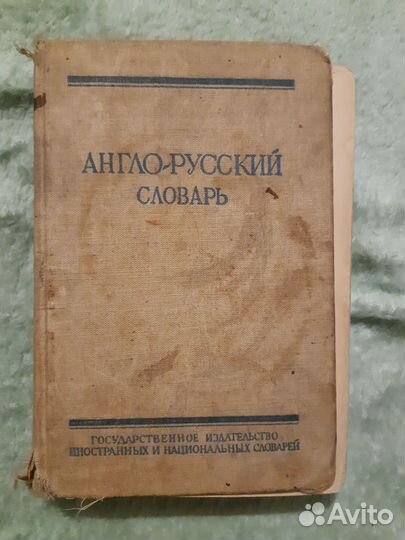 АНГЛО-РУССКИЙ
СЛОВАРЬ
ГОСУДАРСТВЕННОЕ ИЗДАТЕЛЬСТВО
ИНОСТРАННЫХ И НАЦИОНАЛЬНЫХ СЛОВАРЕЙ
Avito